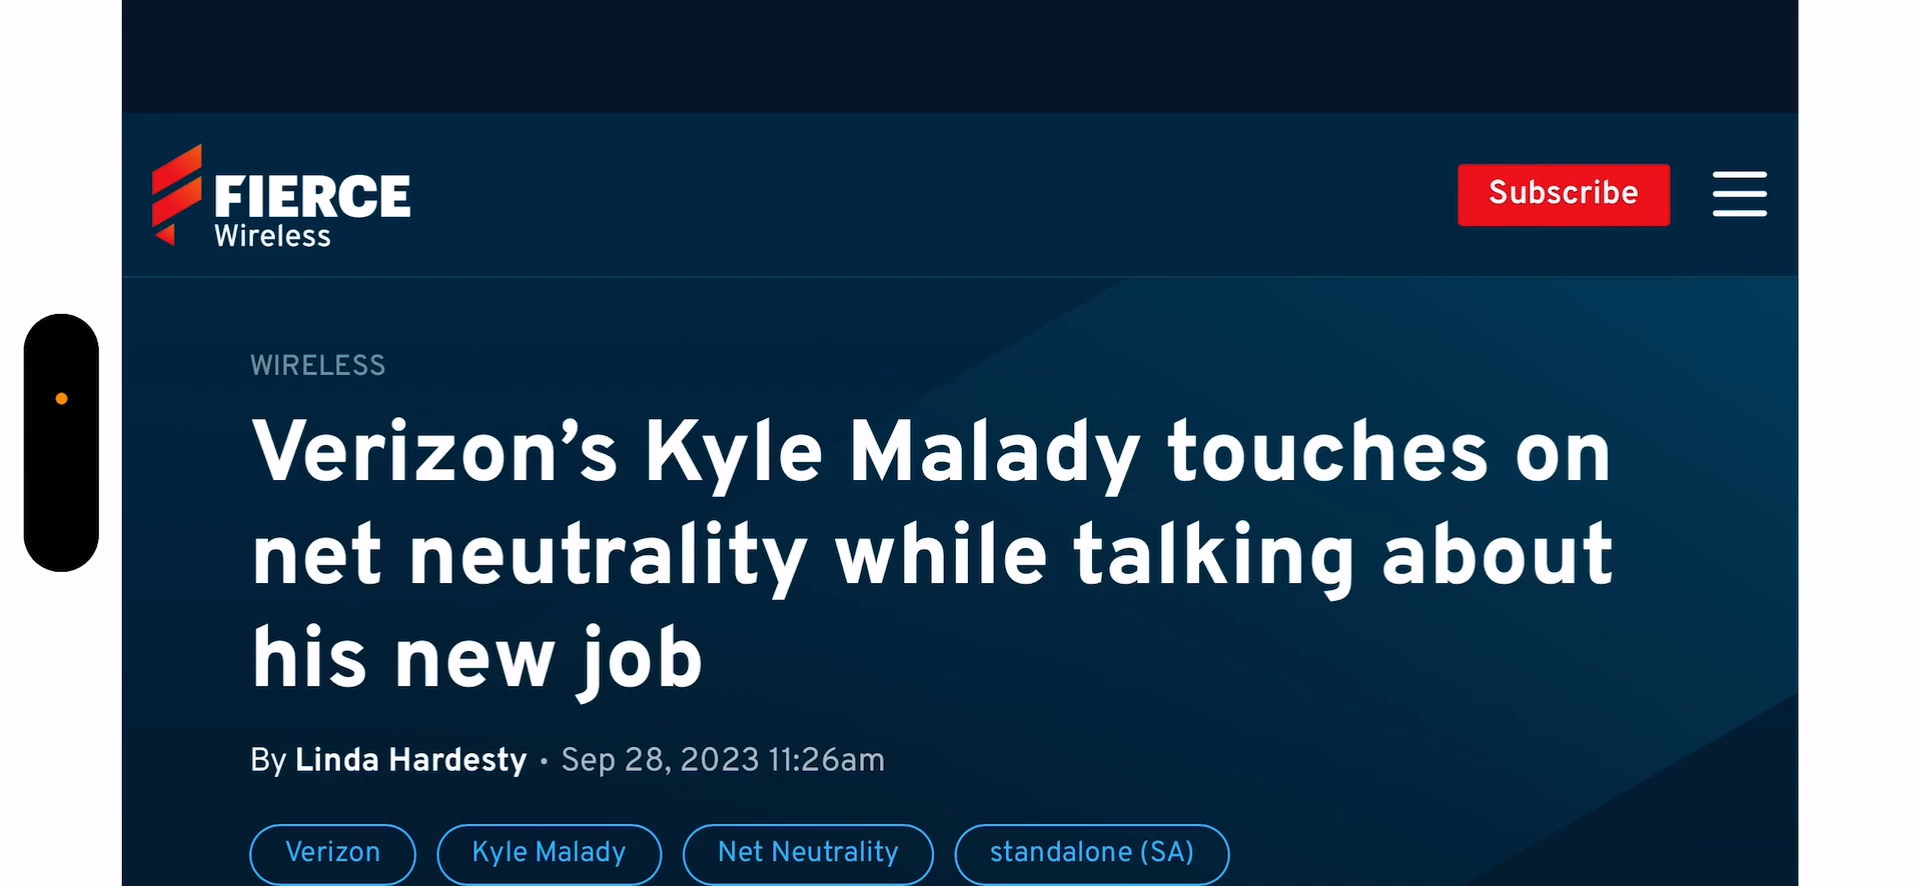 FIERCE
Wireless
Subscribe
WIRELESS
Verizon’s Kyle Malady touches on
net neutrality while talking about
his new job
By Linda Hardesty • Sep 28, 2023 11:26am
Verizon Kyle Malady Net Neutrality standalone (SA)